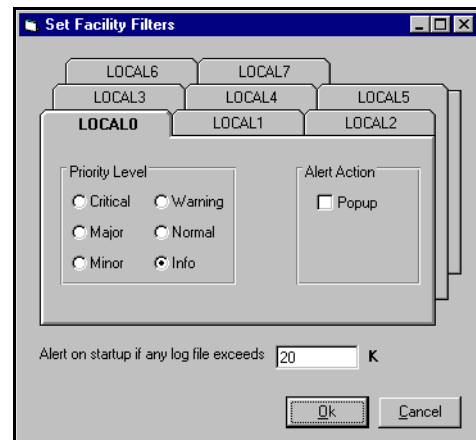 Set Facility Filters
LOCAL6 LOCAL7
LOCAL3 LOCAL4 LOCAL5
LOCAL0 LOCAL1 LOCAL2
Priority Level Alert Action
Critical Warning Popup
Major Normal
Minor Info
Alert on startup if any log file exceeds 20 K
Ok Cancel